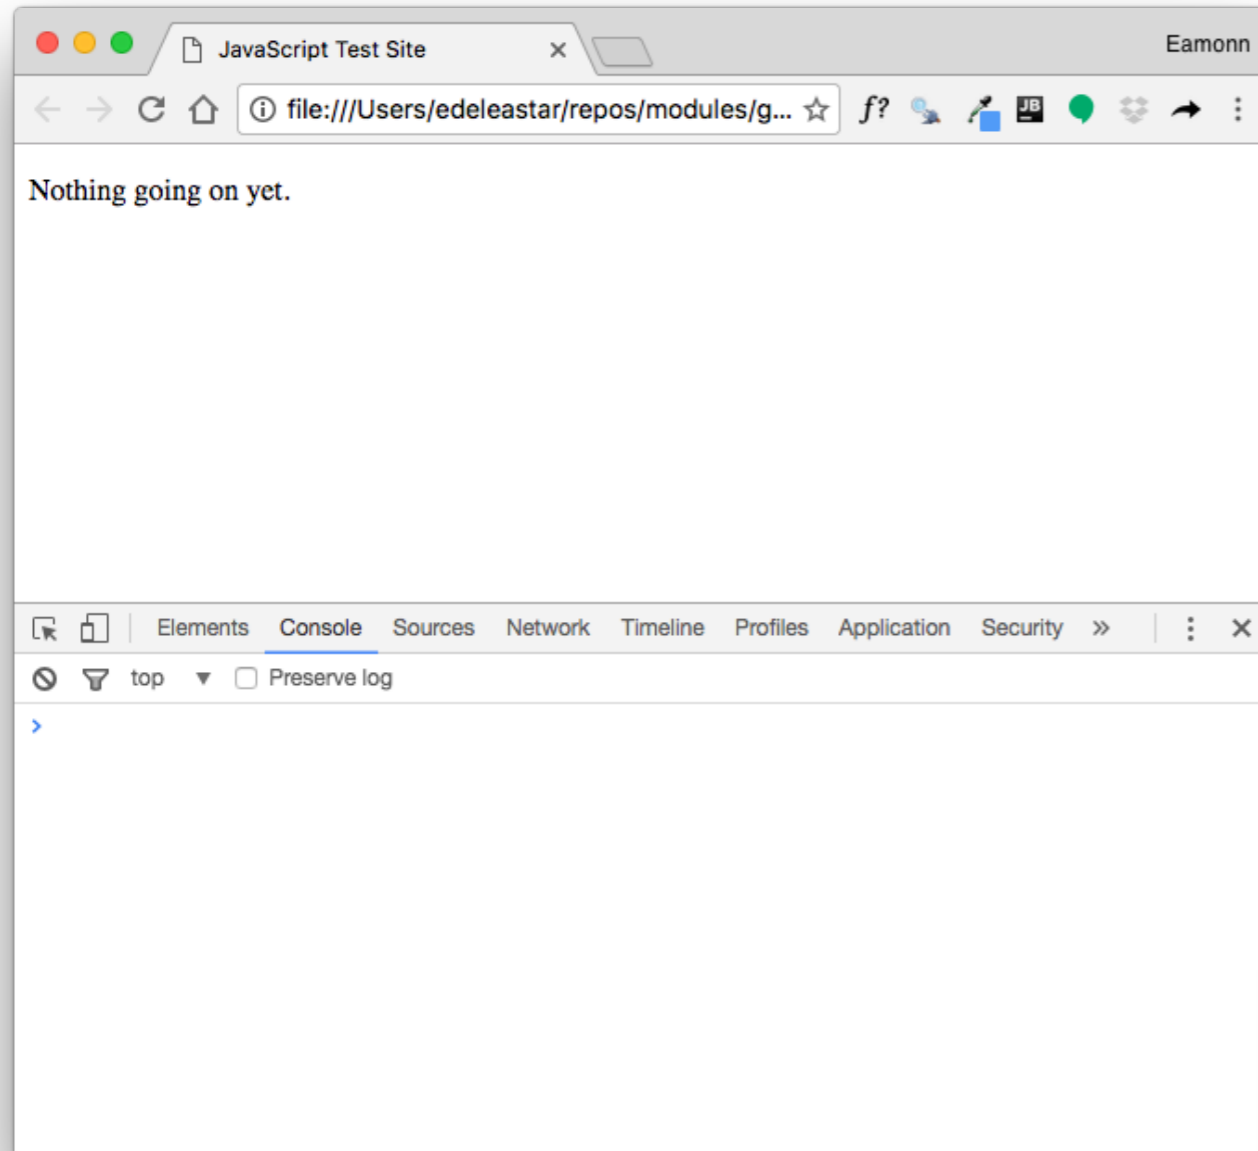 JavaScript Test Site
Eamonn
file:///Users/edeleastar/repos/modules/g...
f?
JB
Nothing going on yet.
Elements Console Sources Network Timeline Profiles Application Security »
top Preserve log
>